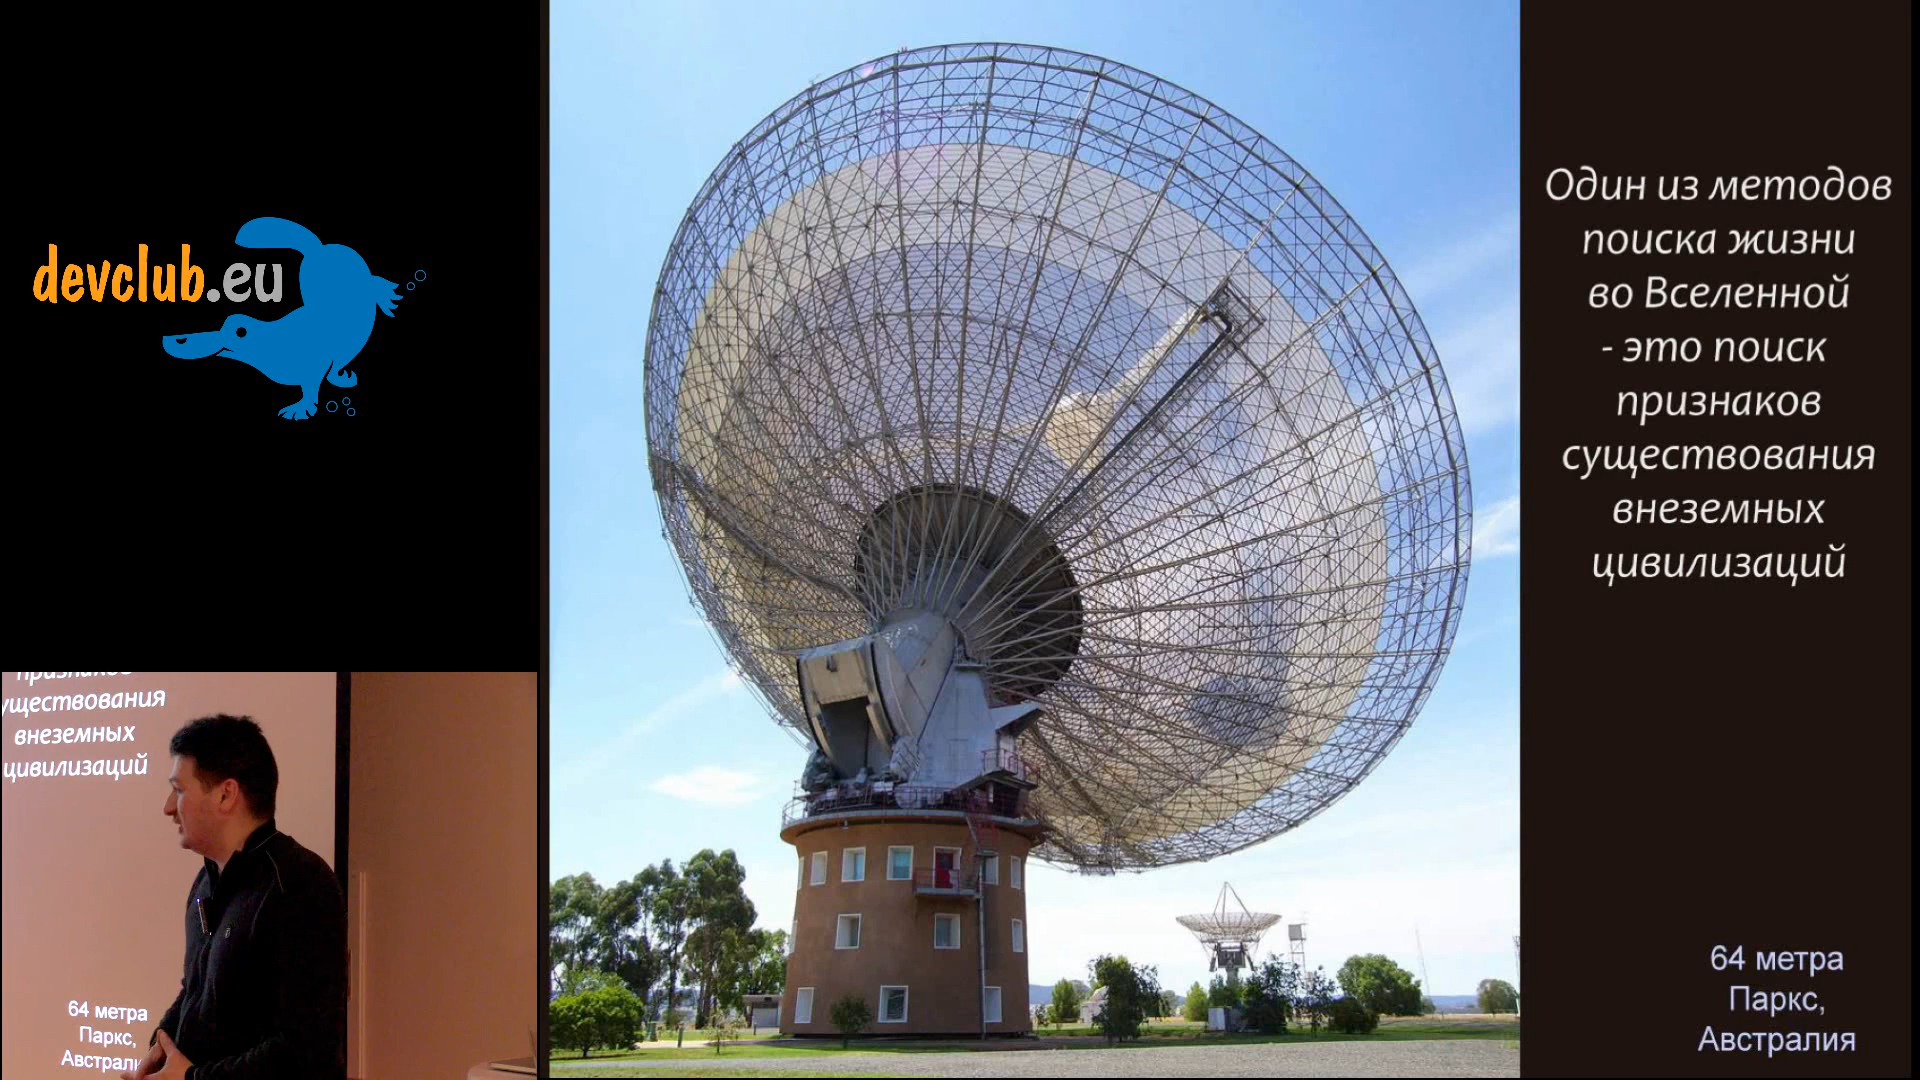 devclub.eu
Один из методов
поиска жизни
во Вселенной
- это поиск
признаков
существования
внеземных
цивилизаций
64 метра
Паркс,
Австралия
внеземных
цивилизаций
64 метра
Паркс,